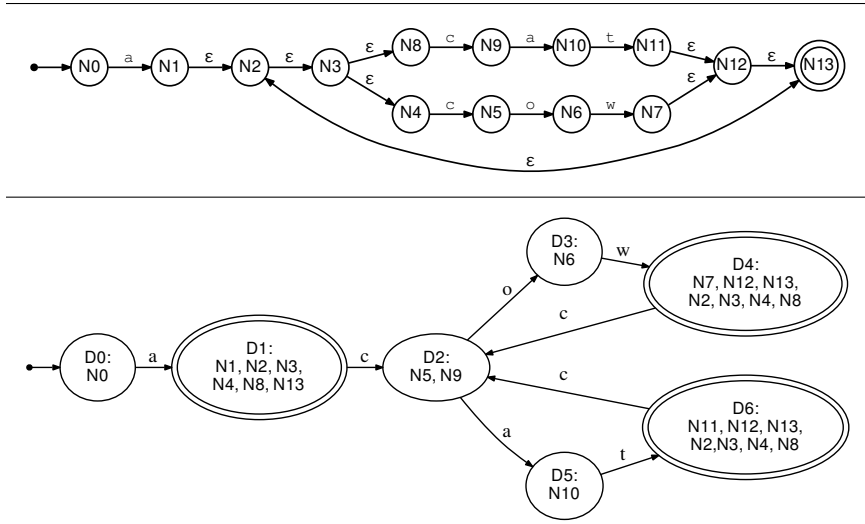 N0 a N1 ε N2 ε N3 ε N8 c N9 a N10 t N11 ε N12 ε N13
ε N4 c N5 o N6 w N7 ε
ε
D0:
N0
a
D1:
N1, N2, N3,
N4, N8, N13
c
D2:
N5, N9
o
D3:
N6
w
D4:
N7, N12, N13,
N2, N3, N4, N8
c
a
D5:
N10
t
D6:
N11, N12, N13,
N2,N3, N4, N8
c